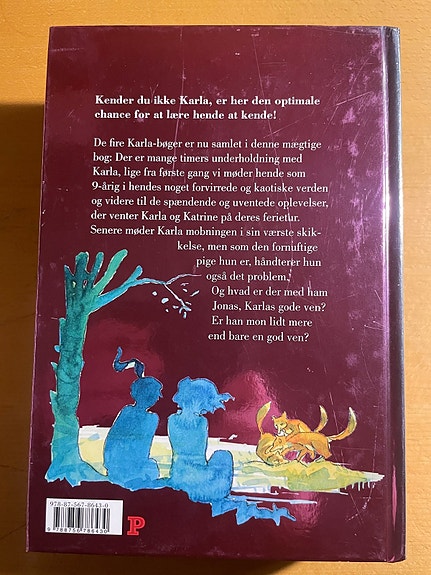 Kender du ikke Karla, er her den optimale
chance for at lære hende at kende!
De fire Karla-bøger er nu samlet i denne mægtige
bog: Der er mange timers underholdning med
Karla, lige fra første gang vi møder hende som
9-årig i hendes noget forvirrede og kaotiske verden
og videre til de spændende og uventede oplevelser,
der venter Karla og Katrine på deres ferietur.
Senere møder Karla mobningen i sin værste skik-
kelse, men som den fornuftige
pige hun er, håndterer hun
også det problem.
Og hvad er der med ham
Jonas, Karlas gode ven?
Er han mon lidt mere
end bare en god ven?
978-87-567-8643-0
9788756786430
P